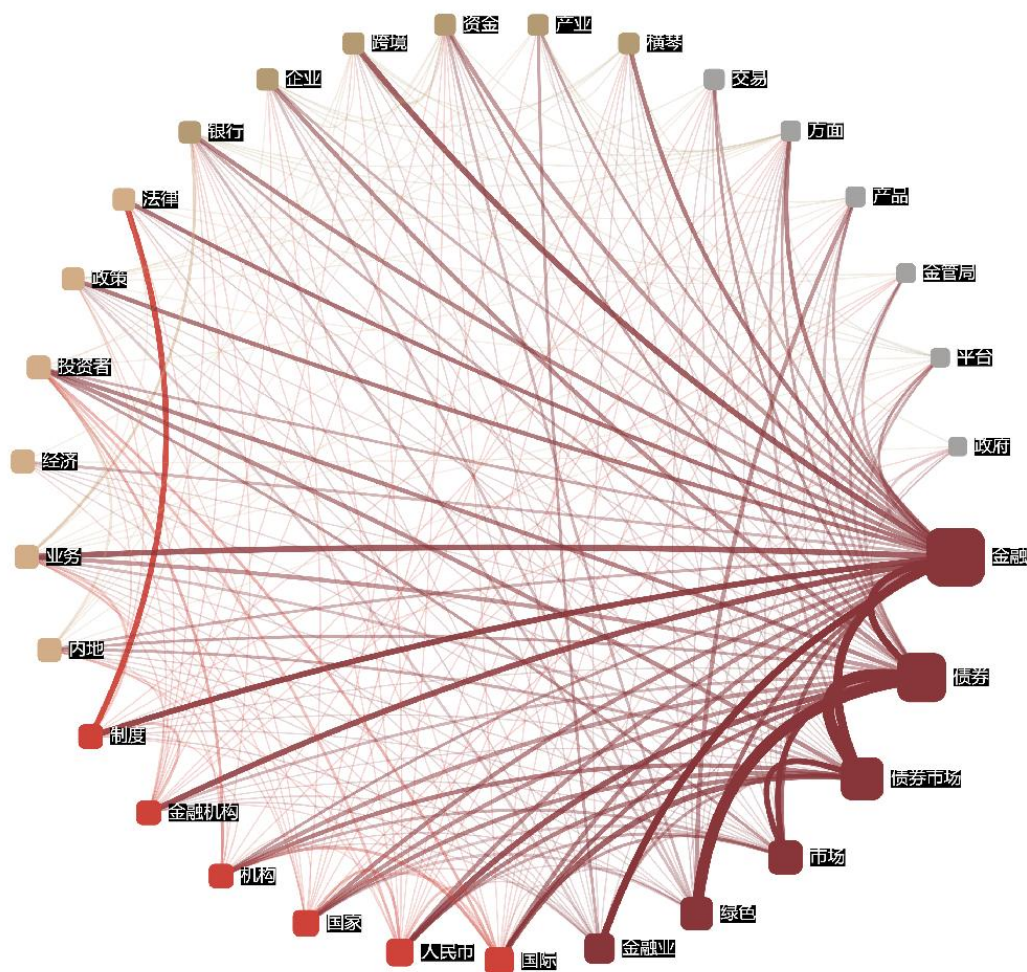 资金
产业
跨境
横琴
企业
交易
银行
方面
法律
产品
政策
金管局
投资者
平台
经济
政府
业务
金融
内地
债券
制度
债券市场
金融机构
市场
机构
绿色
国家
人民币
金融业
国际